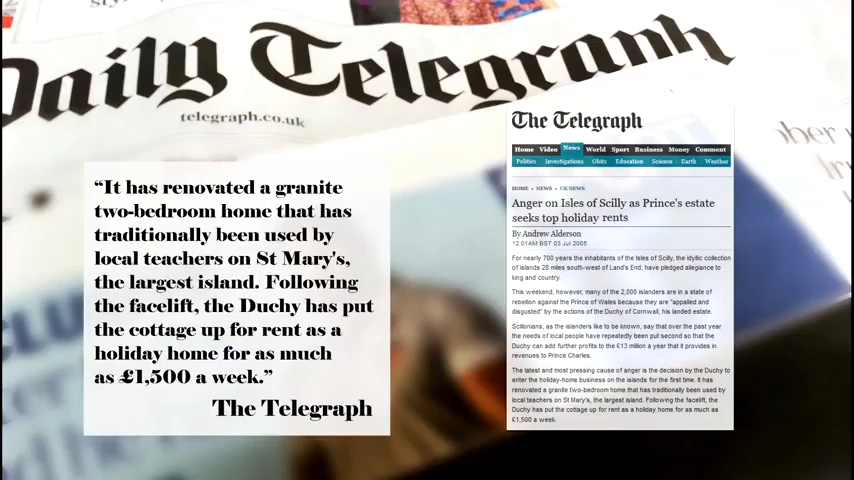 Daily Telegraph
telegraph.co.uk
“It has renovated a granite
two-bedroom home that has
traditionally been used by
local teachers on St Mary's,
the largest island. Following
the facelift, the Duchy has put
the cottage up for rent as a
holiday home for as much
as £1,500 a week.”
The Telegraph
The Telegraph
Home Video News World Sport Business Money Comment
Politics Investigations Obits Education Science Earth Weather
HOME » NEWS » UK NEWS
Anger on Isles of Scilly as Prince's estate
seeks top holiday rents
By Andrew Alderson
12:01AM BST 03 Jul 2005
For nearly 700 years the inhabitants of the Isles of Scilly, the idyllic collection
of islands 28 miles south-west of Land's End, have pledged allegiance to
king and country.
This weekend, however, many of the 2,000 islanders are in a state of
rebellion against the Prince of Wales because they are "appalled and
disgusted" by the actions of the Duchy of Cornwall, his landed estate.
Scillonians, as the islanders like to be known, say that over the past year
the needs of local people have repeatedly been put second so that the
Duchy can add further profits to the £13 million a year that it provides in
revenues to Prince Charles.
The latest and most pressing cause of anger is the decision by the Duchy to
enter the holiday-home business on the islands for the first time. It has
renovated a granite two-bedroom home that has traditionally been used by
local teachers on St Mary's, the largest island. Following the facelift, the
Duchy has put the cottage up for rent as a holiday home for as much as
£1,500 a week.